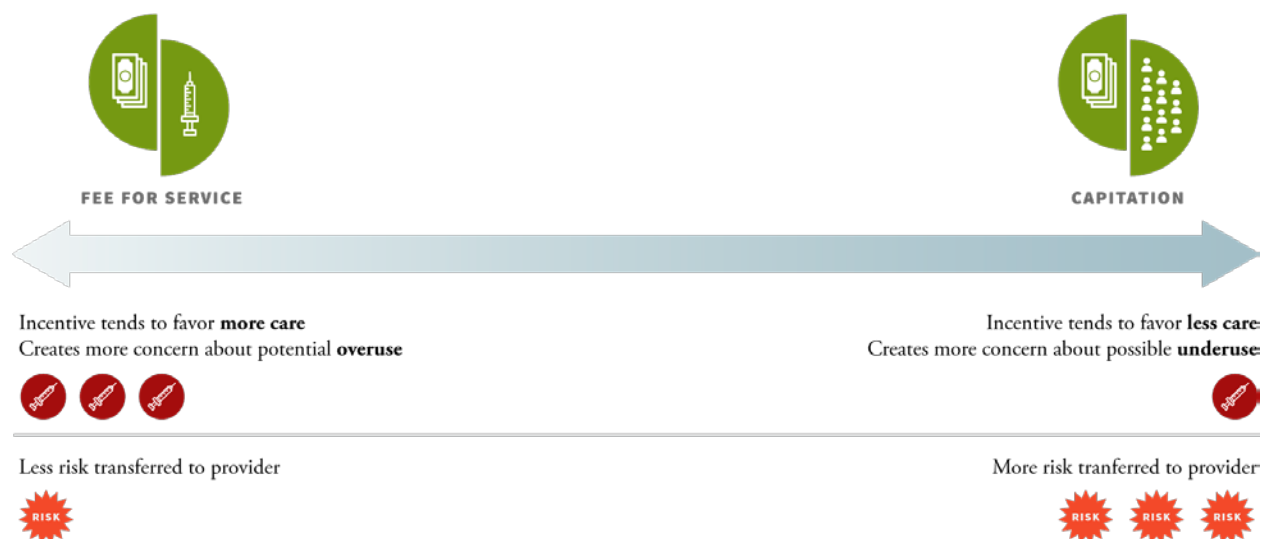 FEE FOR SERVICE
CAPITATION
Incentive tends to favor more care
Creates more concern about potential overuse
Incentive tends to favor less care
Creates more concern about possible underuse
Less risk transferred to provider
More risk tranferred to provider
RISK
RISK RISK RISK